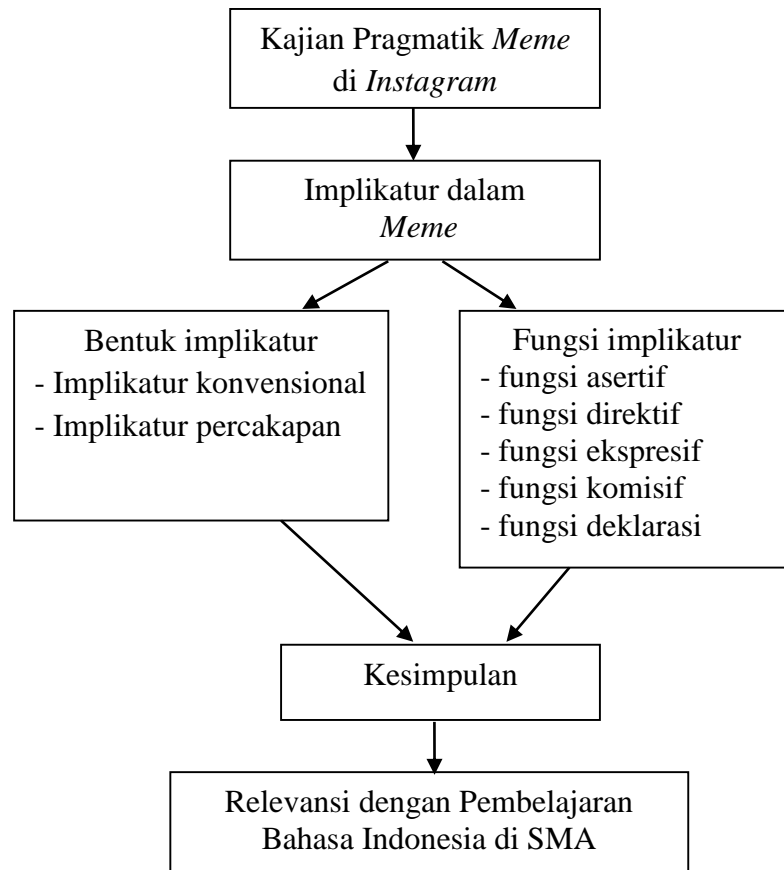 Kajian Pragmatik Meme
di Instagram
Implikatur dalam
Meme
Bentuk implikatur
- Implikatur konvensional
- Implikatur percakapan
Fungsi implikatur
- fungsi asertif
- fungsi direktif
- fungsi ekspresif
- fungsi komisif
- fungsi deklarasi
Kesimpulan
Relevansi dengan Pembelajaran
Bahasa Indonesia di SMA